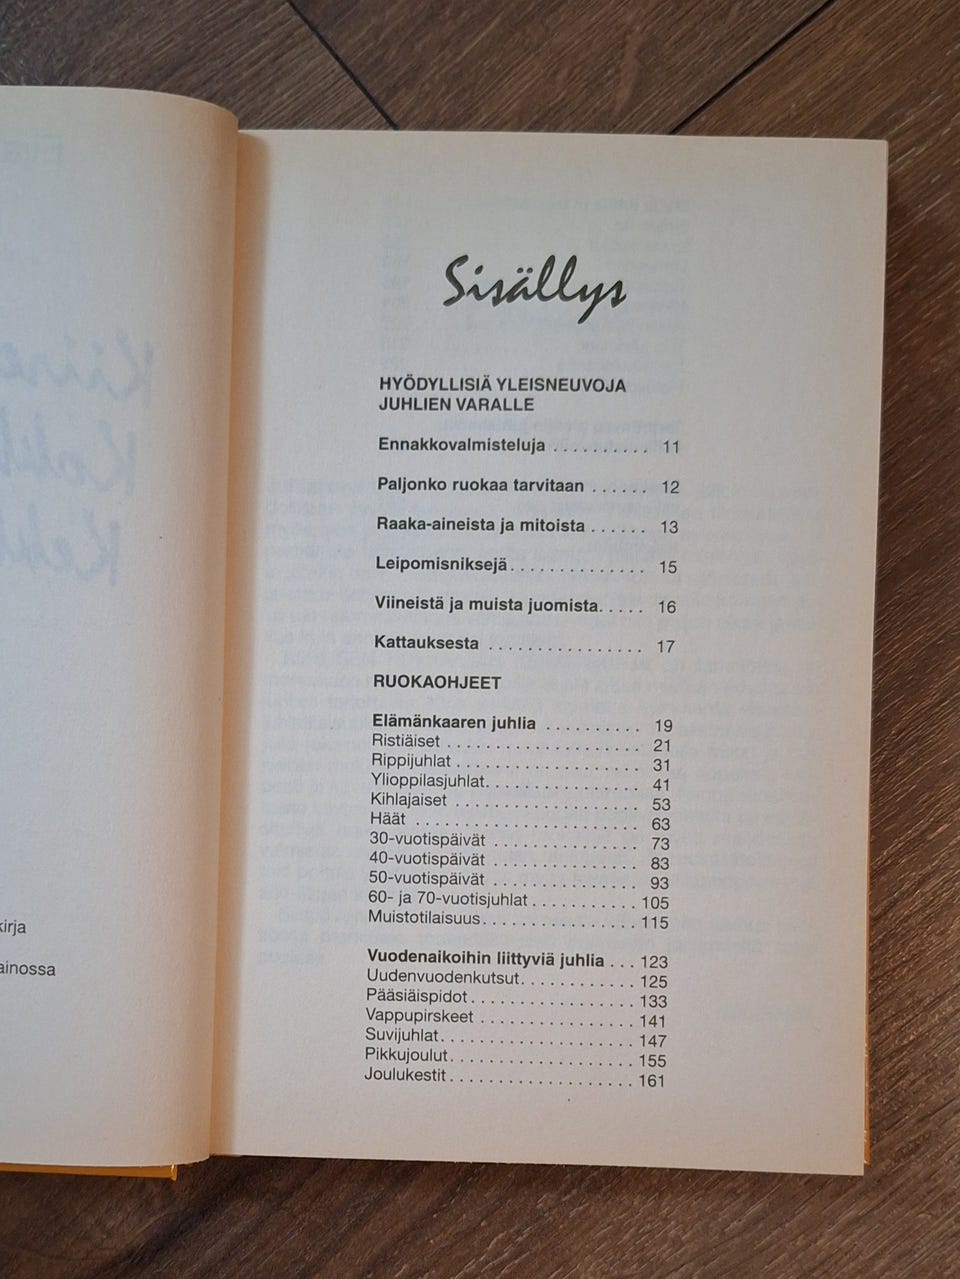 kirja
ainossa
Sisällys
HYÖDYLLISIÄ YLEISNEUVOJA
JUHLIEN VARALLE
Ennakkovalmisteluja .......... 11
Paljonko ruokaa tarvitaan ...... 12
Raaka-aineista ja mitoista ...... 13
Leipomisniksejä .............. 15
Viineistä ja muista juomista ..... 16
Kattauksesta ................ 17
RUOKAOHJEET
Elämänkaaren juhlia .......... 19
Ristiäiset .................... 21
Rippijuhlat ................... 31
Ylioppilasjuhlat ................ 41
Kihlajaiset ................... 53
Häät ....................... 63
30-vuotispäivät ............... 73
40-vuotispäivät ............... 83
50-vuotispäivät ............... 93
60- ja 70-vuotisjuhlat ........... 105
Muistotilaisuus ................ 115
Vuodenaikoihin liittyviä juhlia ... 123
Uudenvuodenkutsut ............ 125
Pääsiäispidot ................. 133
Vappupirskeet ................ 141
Suvijuhlat .................... 147
Pikkujoulut ................... 155
Joulukestit ................... 161